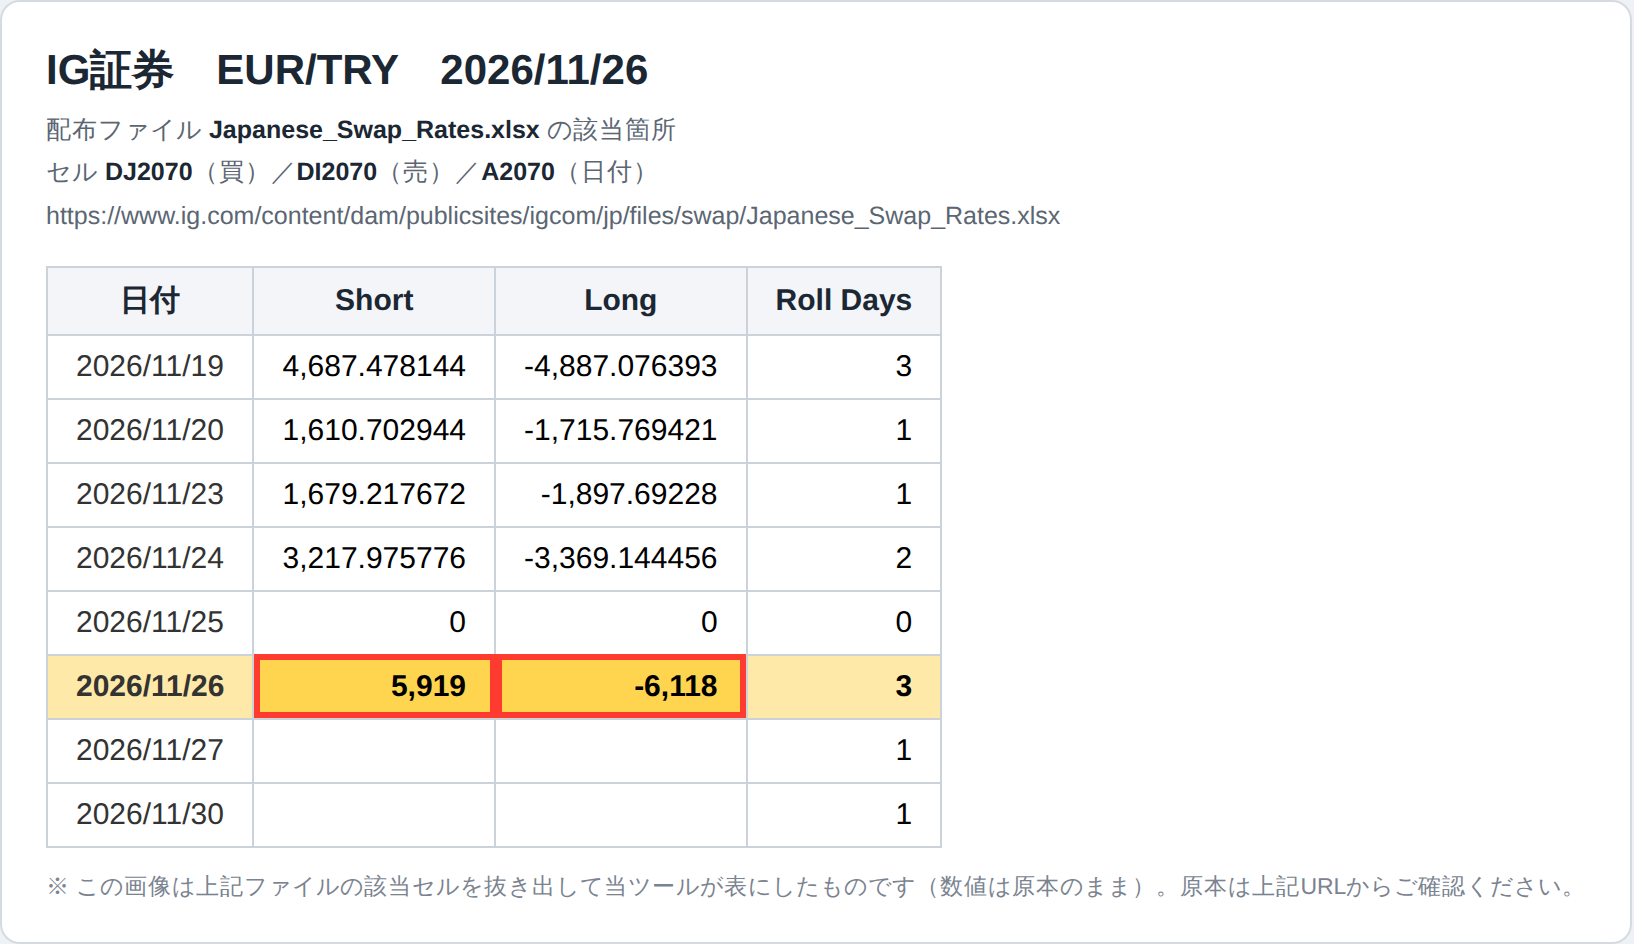 IG証券　EUR/TRY　2026/11/26
配布ファイル Japanese_Swap_Rates.xlsx の該当箇所
セル DJ2070（買）／DI2070（売）／A2070（日付）
https://www.ig.com/content/dam/publicsites/igcom/jp/files/swap/Japanese_Swap_Rates.xlsx
日付 Short Long Roll Days
2026/11/19 4,687.478144 -4,887.076393 3
2026/11/20 1,610.702944 -1,715.769421 1
2026/11/23 1,679.217672 -1,897.69228 1
2026/11/24 3,217.975776 -3,369.144456 2
2026/11/25 0 0 0
2026/11/26 5,919 -6,118 3
2026/11/27 1
2026/11/30 1
※ この画像は上記ファイルの該当セルを抜き出して当ツールが表にしたものです（数値は原本のまま）。原本は上記URLからご確認ください。